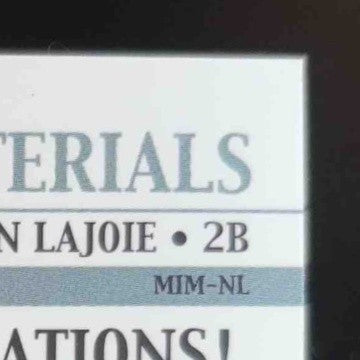 TERIALS
N LAJOIE • 2B
MIM-NL
ATIONS!